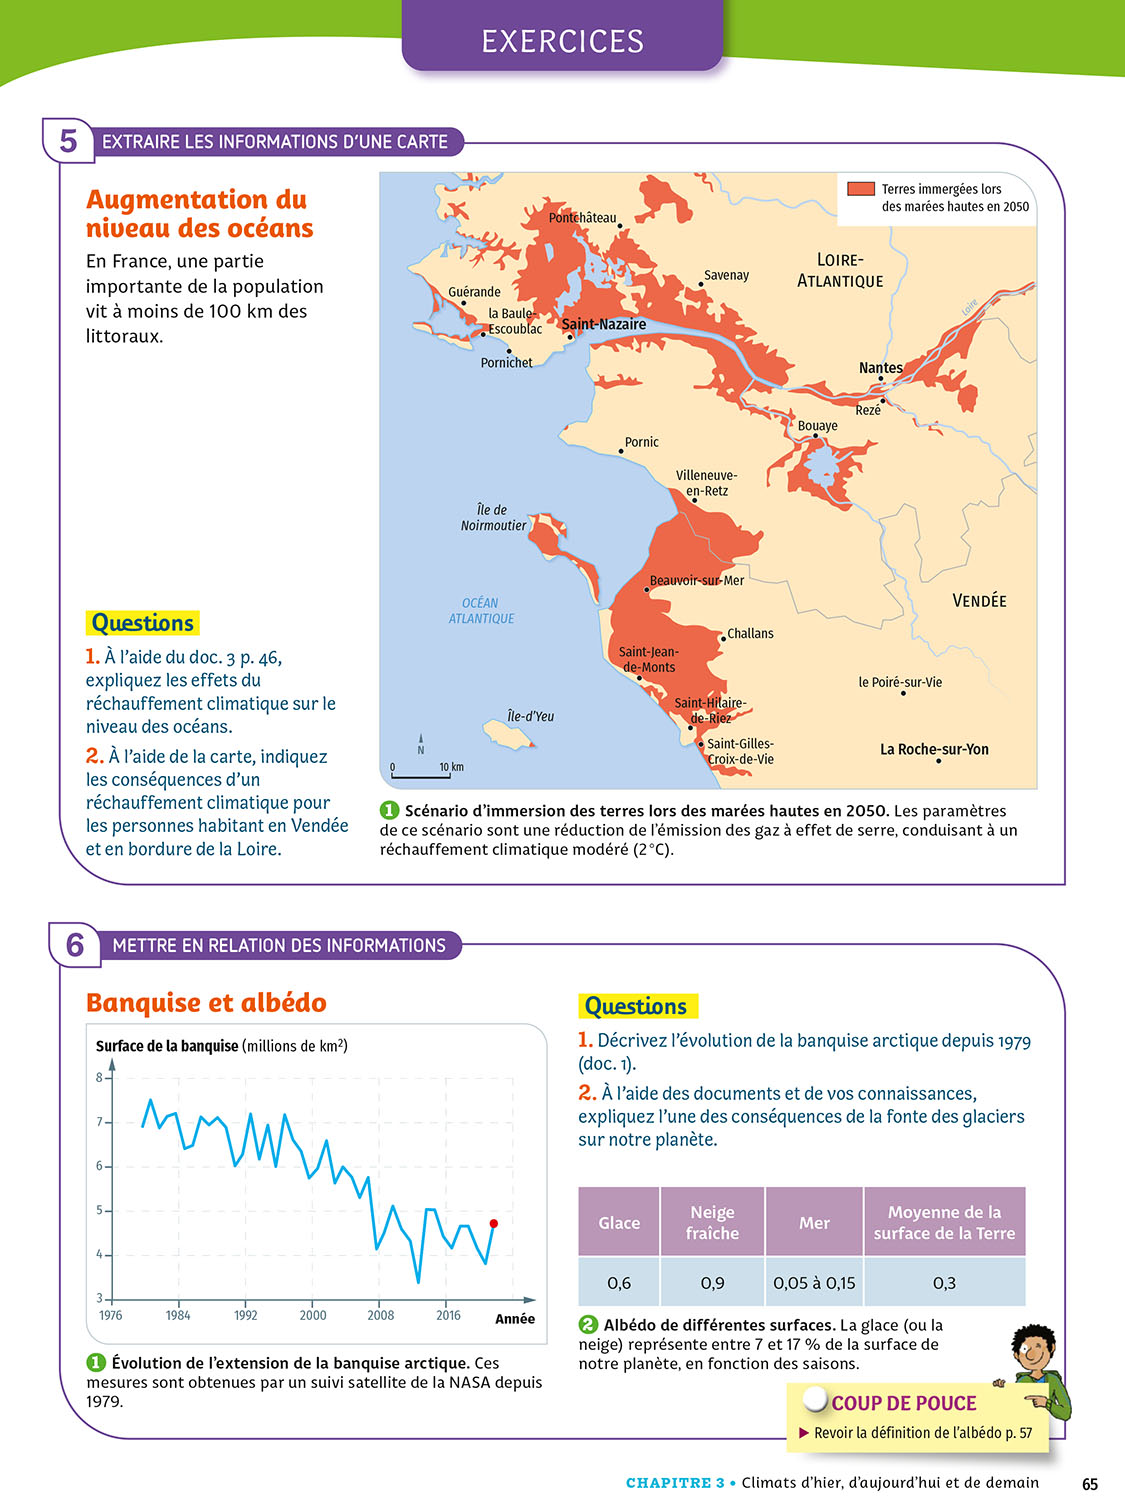 EXERCICES
5
EXTRAIRE LES INFORMATIONS D'UNE CARTE
Augmentation du
niveau des océans
En France, une partie
importante de la population
vit à moins de 100 km des
littoraux.
Questions
1. À l'aide du doc. 3 p. 46,
expliquez les effets du
réchauffement climatique sur le
niveau des océans.
2. À l'aide de la carte, indiquez
les conséquences d'un
réchauffement climatique pour
les personnes habitant en Vendée
et en bordure de la Loire.
Terres immergées lors
des marées hautes en 2050
Pontchâteau
LOIRE-
ATLANTIQUE
Savenay
Guérande
la Baule-
Escoublac
Saint-Nazaire
Loire
Pornichet
Nantes
Rezé
Bouaye
Pornic
Villeneuve-
en-Retz
Île de
Noirmoutier
Beauvoir-sur-Mer
OCÉAN
ATLANTIQUE
VENDÉE
Challans
Saint-Jean-
de-Monts
le Poiré-sur-Vie
Saint-Hilaire-
de-Riez
Île-d'Yeu
Saint-Gilles-
Croix-de-Vie
La Roche-sur-Yon
N
0 10 km
1 Scénario d'immersion des terres lors des marées hautes en 2050. Les paramètres
de ce scénario sont une réduction de l'émission des gaz à effet de serre, conduisant à un
réchauffement climatique modéré (2 °C).
6
METTRE EN RELATION DES INFORMATIONS
Banquise et albédo
Surface de la banquise (millions de km²)
8
7
6
5
4
3
1976 1984 1992 2000 2008 2016
Année
1 Évolution de l'extension de la banquise arctique. Ces
mesures sont obtenues par un suivi satellite de la NASA depuis
1979.
Questions
1. Décrivez l'évolution de la banquise arctique depuis 1979
(doc. 1).
2. À l'aide des documents et de vos connaissances,
expliquez l'une des conséquences de la fonte des glaciers
sur notre planète.
Glace Neige fraîche Mer Moyenne de la surface de la Terre
0,6 0,9 0,05 à 0,15 0,3
2 Albédo de différentes surfaces. La glace (ou la
neige) représente entre 7 et 17 % de la surface de
notre planète, en fonction des saisons.
COUP DE POUCE
▶ Revoir la définition de l'albédo p. 57
CHAPITRE 3 • Climats d'hier, d'aujourd'hui et de demain 65